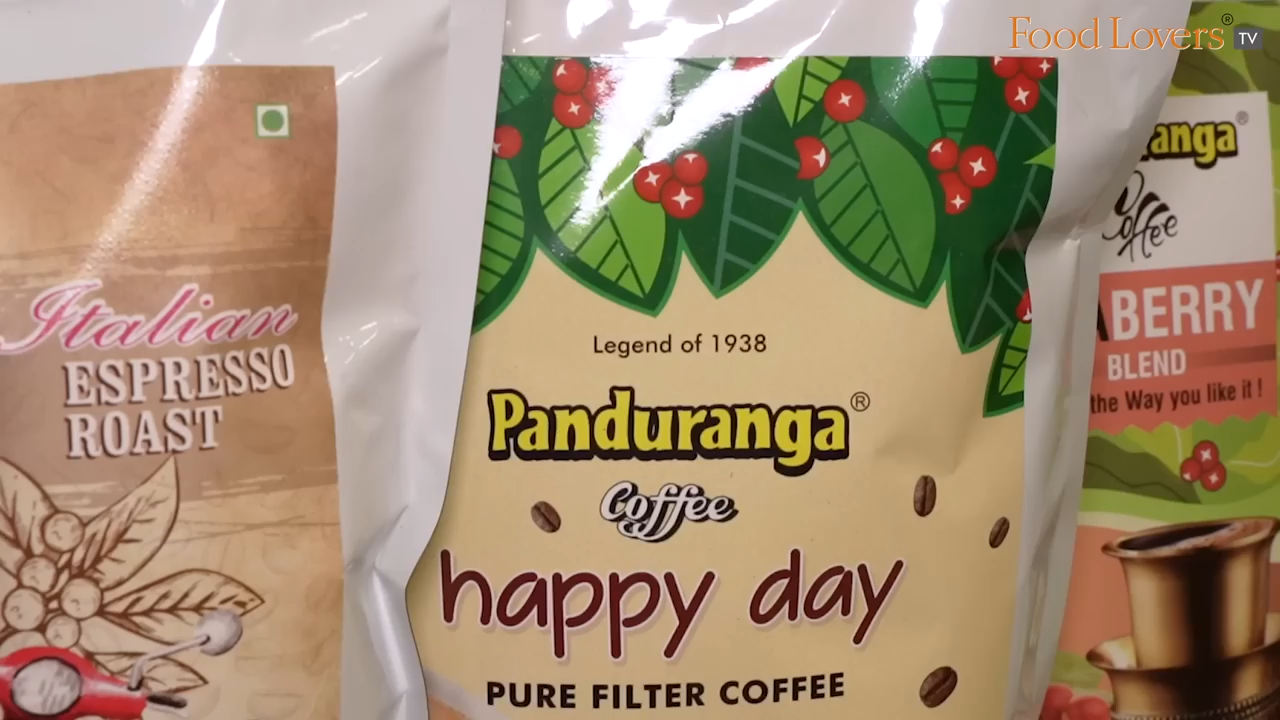 Food Lovers® TV
Italian
ESPRESSO
ROAST
Legend of 1938
Panduranga®
Coffee
happy day
PURE FILTER COFFEE
anga®
Coffee
BERRY
BLEND
the Way you like it !